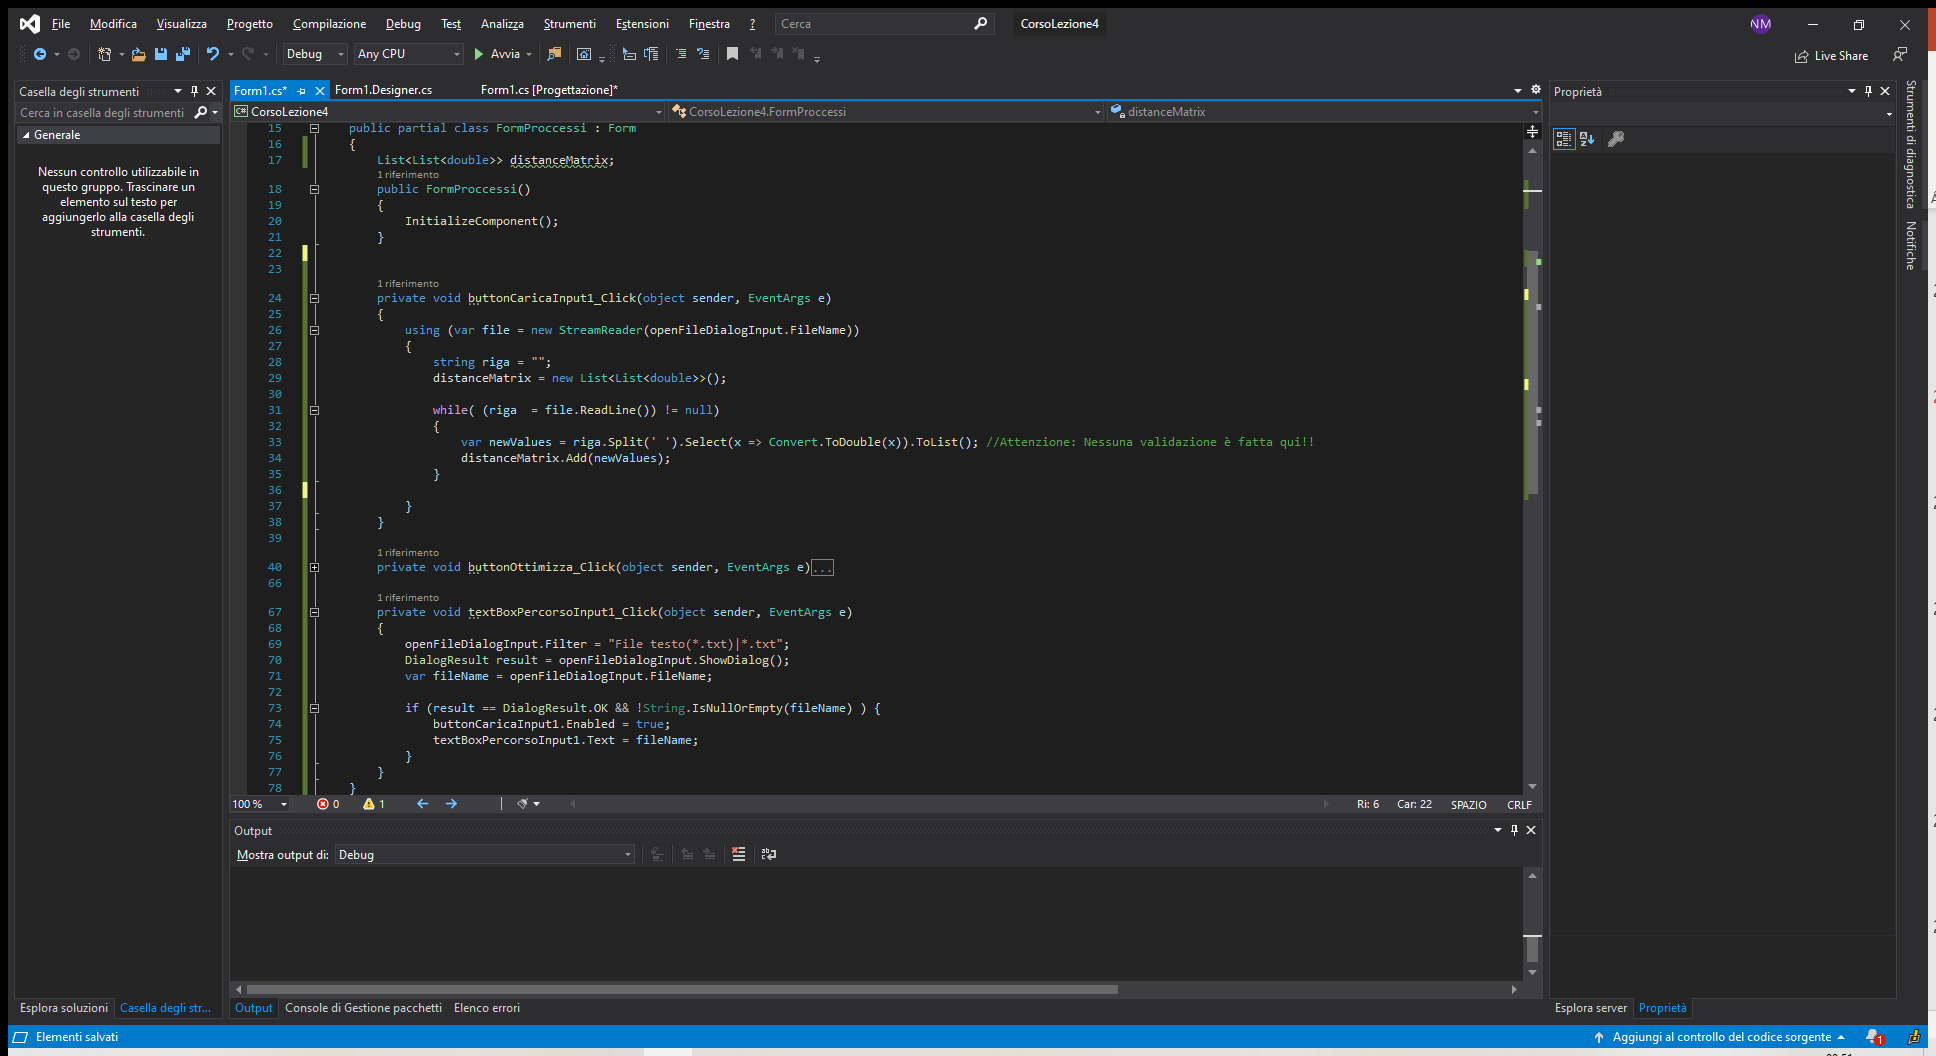 File Modifica Visualizza Progetto Compilazione Debug Test Analizza Strumenti Estensioni Finestra ? Cerca CorsoLezione4 NM
Debug Any CPU Avvia Live Share
Casella degli strumenti
Cerca in casella degli strumenti
Generale
Nessun controllo utilizzabile in
questo gruppo. Trascinare un
elemento sul testo per
aggiungerlo alla casella degli
strumenti.
Form1.cs* Form1.Designer.cs Form1.cs [Progettazione]*
C# CorsoLezione4 CorsoLezione4.FormProccessi distanceMatrix
15 public partial class FormProccessi : Form
16 {
17 List<List<double>> distanceMatrix;
1 riferimento
18 public FormProccessi()
19 {
20 InitializeComponent();
21 }
22
23
1 riferimento
24 private void buttonCaricaInput1_Click(object sender, EventArgs e)
25 {
26 using (var file = new StreamReader(openFileDialogInput.FileName))
27 {
28 string riga = "";
29 distanceMatrix = new List<List<double>>();
30
31 while( (riga  = file.ReadLine()) != null)
32 {
33 var newValues = riga.Split(' ').Select(x => Convert.ToDouble(x)).ToList(); //Attenzione: Nessuna validazione è fatta qui!!
34 distanceMatrix.Add(newValues);
35 }
36
37 }
38 }
39
1 riferimento
40 private void buttonOttimizza_Click(object sender, EventArgs e)...
66
1 riferimento
67 private void textBoxPercorsoInput1_Click(object sender, EventArgs e)
68 {
69 openFileDialogInput.Filter = "File testo(*.txt)|*.txt";
70 DialogResult result = openFileDialogInput.ShowDialog();
71 var fileName = openFileDialogInput.FileName;
72
73 if (result == DialogResult.OK && !String.IsNullOrEmpty(fileName) ) {
74 buttonCaricaInput1.Enabled = true;
75 textBoxPercorsoInput1.Text = fileName;
76 }
77 }
78 }
100 % 0 1 Ri: 6 Car: 22 SPAZIO CRLF
Output
Mostra output di: Debug
Esplora soluzioni Casella degli str... Output Console di Gestione pacchetti Elenco errori
Proprietà
Esplora server Proprietà
Strumenti di diagnostica
Notifiche
Elementi salvati Aggiungi al controllo del codice sorgente 1